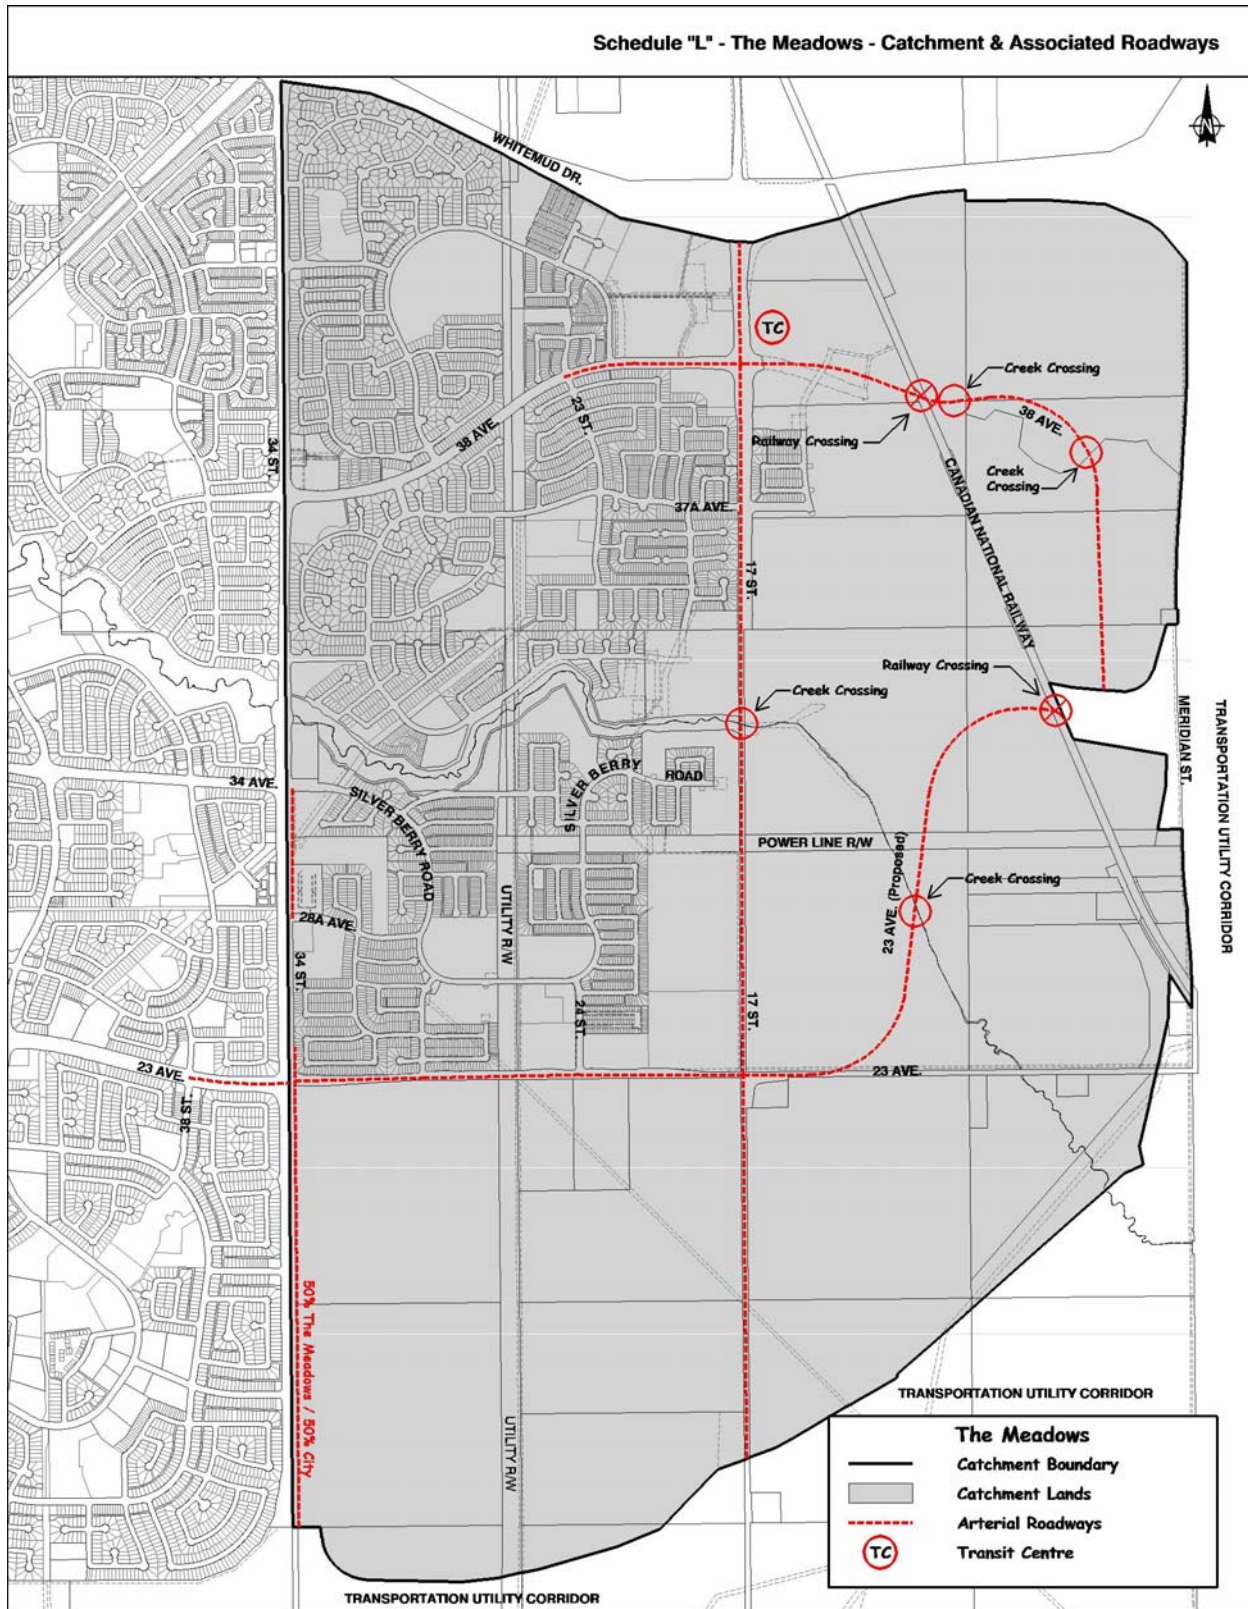 Schedule "L" - The Meadows - Catchment & Associated Roadways
N
WHITEMUD DR.
TC
Creek Crossing
38 AVE.
23 ST.
38 AVE.
34 ST.
Railway Crossing
Creek
Crossing
CANADIAN NATIONAL RAILWAY
37A AVE.
17 ST.
Railway Crossing
Creek Crossing
MERIDIAN ST.
TRANSPORTATION UTILITY CORRIDOR
34 AVE.
SILVER BERRY ROAD
SILVER BERRY ROAD
POWER LINE R/W
23 AVE. (Proposed)
Creek Crossing
UTILITY R/W
28A AVE.
34 ST.
24 ST.
17 ST.
23 AVE.
23 AVE.
38 ST.
50% The Meadows / 50% City
UTILITY R/W
TRANSPORTATION UTILITY CORRIDOR
The Meadows
Catchment Boundary
Catchment Lands
Arterial Roadways
TC Transit Centre
TRANSPORTATION UTILITY CORRIDOR